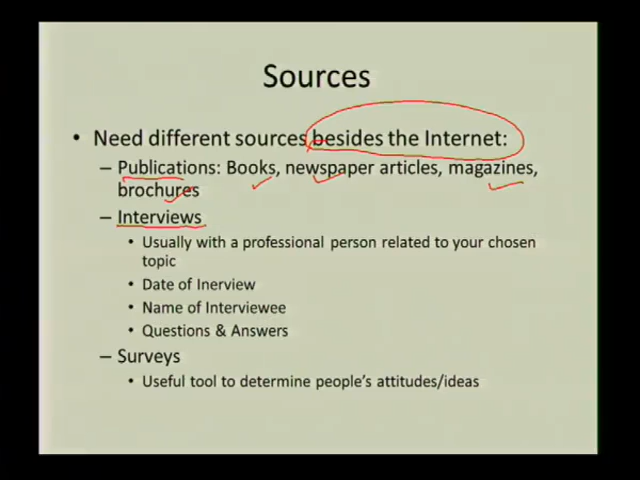 Sources
• Need different sources besides the Internet:
– Publications: Books, newspaper articles, magazines,
brochures
– Interviews
• Usually with a professional person related to your chosen
topic
• Date of Inerview
• Name of Interviewee
• Questions & Answers
– Surveys
• Useful tool to determine people's attitudes/ideas